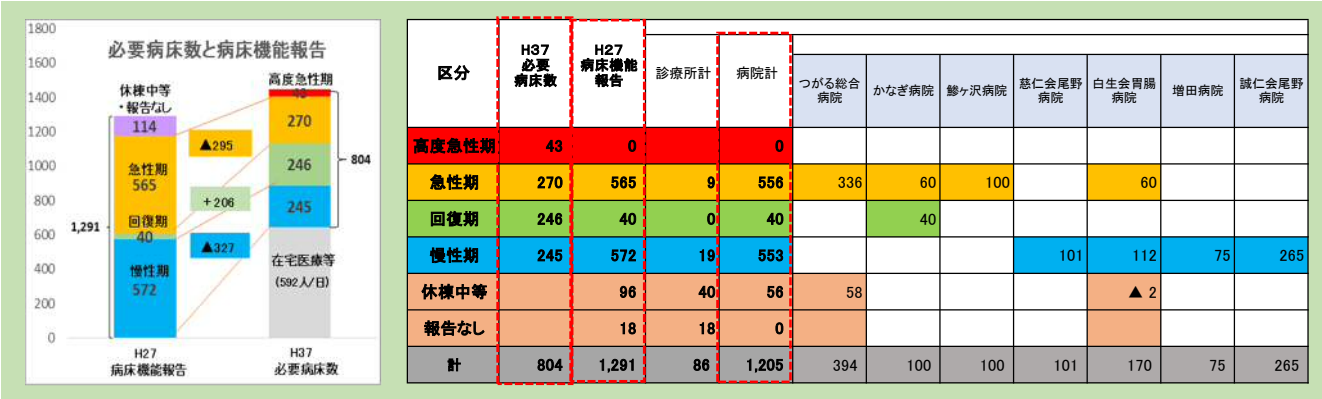 必要病床数と病床機能報告
1800
1600
1400
1200
1000
800
600
400
200
0
休棟中等
・報告なし
114
急性期
565
回復期
40
慢性期
572
1,291
▲295
+206
▲327
高度急性期
43
270
246
245
804
在宅医療等
(592人/日)
H27
病床機能報告
H37
必要病床数
区分 H37 必要 病床数 H27 病床機能 報告 診療所計 病院計 つがる総合 病院 かなぎ病院 鰺ヶ沢病院 慈仁会尾野 病院 白生会胃腸 病院 増田病院 誠仁会尾野 病院
高度急性期 43 0 0
急性期 270 565 9 556 336 60 100 60
回復期 246 40 0 40 40
慢性期 245 572 19 553 101 112 75 265
休棟中等 96 40 56 58 ▲ 2
報告なし 18 18 0
計 804 1,291 86 1,205 394 100 100 101 170 75 265